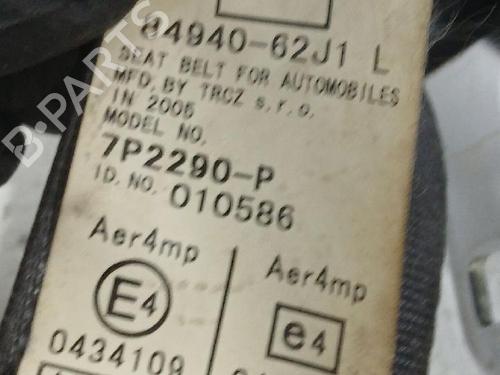 84940-62J1 L
SEAT BELT FOR AUTOMOBILES
MFD. BY TRCZ s.r.o.
IN 2006
MODEL NO.
7P2290-P
ID. NO. 010586
Aer4mp
Aer4mp
E4
e4
0434109
B-PARTS